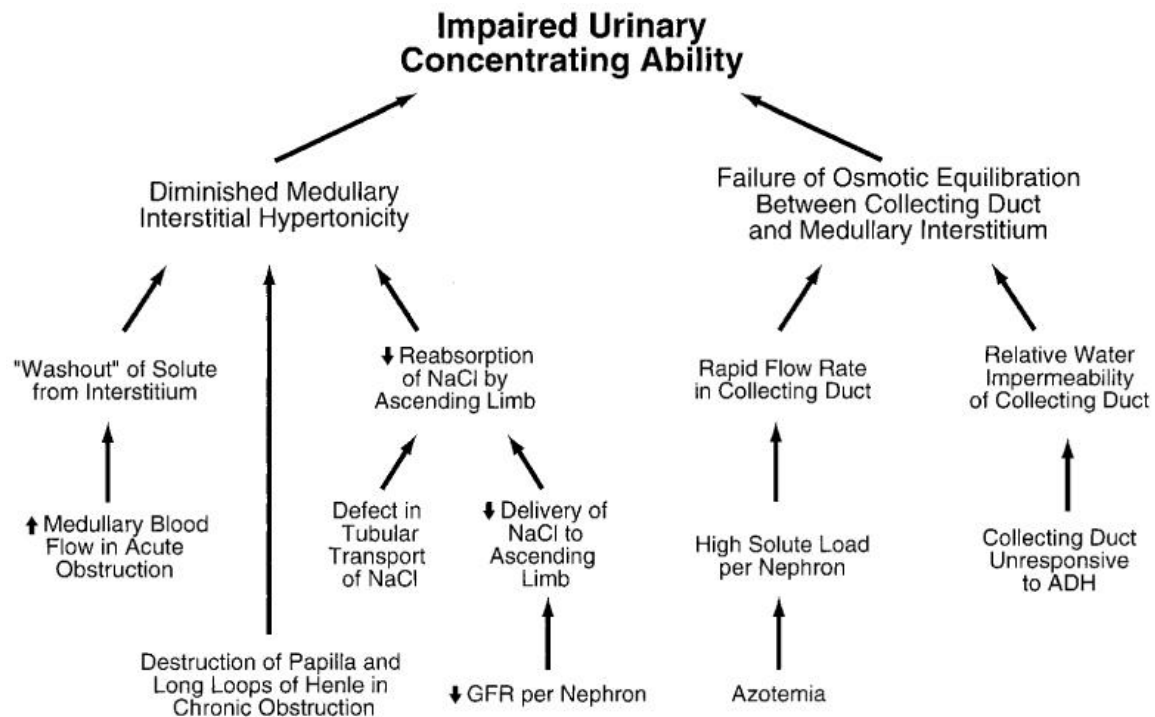 Impaired Urinary
Concentrating Ability
Diminished Medullary
Interstitial Hypertonicity
Failure of Osmotic Equilibration
Between Collecting Duct
and Medullary Interstitium
"Washout" of Solute
from Interstitium
⬇ Reabsorption
of NaCl by
Ascending Limb
Rapid Flow Rate
in Collecting Duct
Relative Water
Impermeability
of Collecting Duct
⬆ Medullary Blood
Flow in Acute
Obstruction
Defect in
Tubular
Transport
of NaCl
⬇ Delivery of
NaCl to
Ascending
Limb
High Solute Load
per Nephron
Collecting Duct
Unresponsive
to ADH
Destruction of Papilla and
Long Loops of Henle in
Chronic Obstruction
⬇ GFR per Nephron
Azotemia